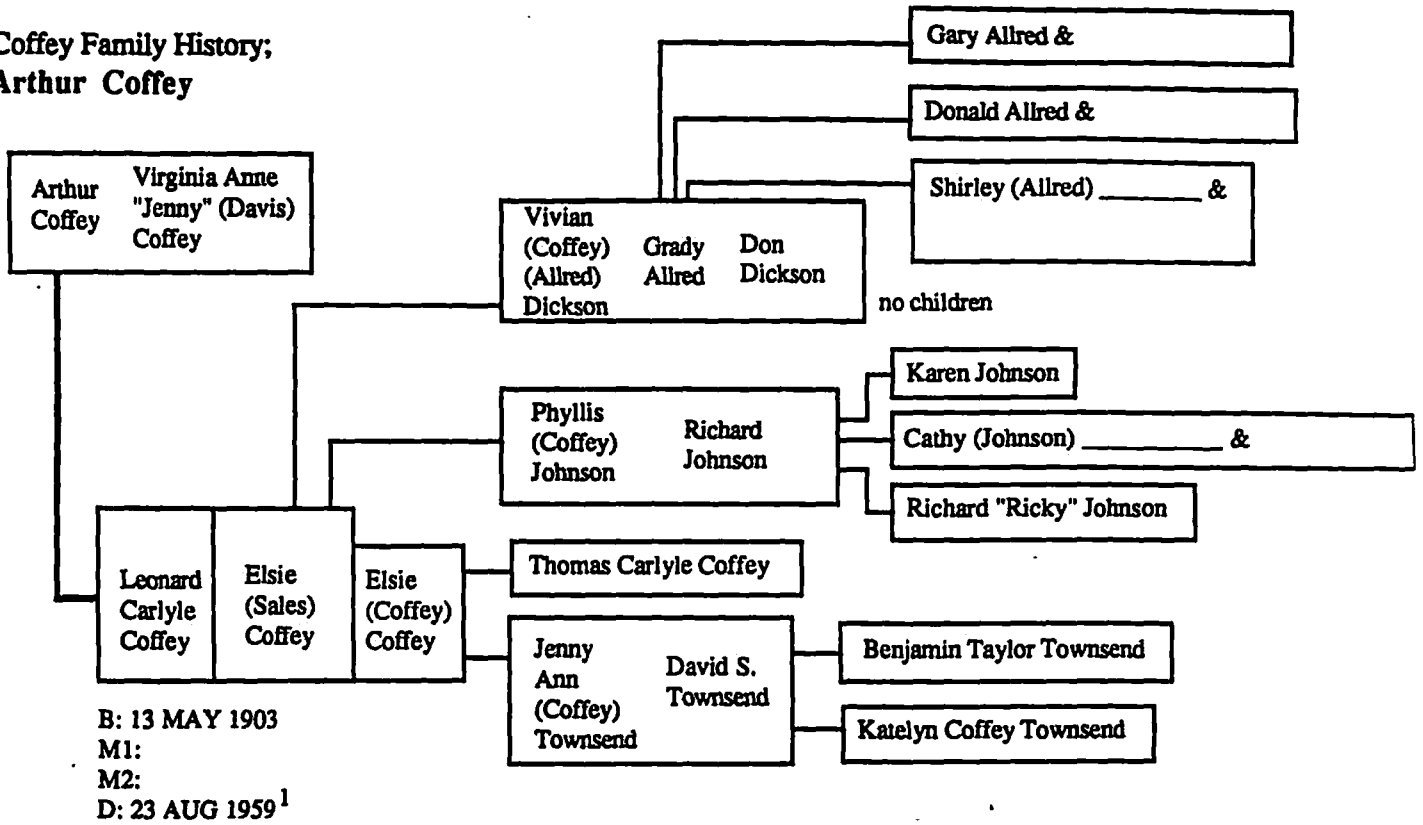 Coffey Family History;
Arthur Coffey
Arthur
Coffey
Virginia Anne
"Jenny" (Davis)
Coffey
Gary Allred &
Donald Allred &
Shirley (Allred) ________ &
Vivian
(Coffey)
(Allred)
Dickson
Grady
Allred
Don
Dickson
no children
Karen Johnson
Phyllis
(Coffey)
Johnson
Richard
Johnson
Cathy (Johnson) ___________ &
Richard "Ricky" Johnson
Leonard
Carlyle
Coffey
Elsie
(Sales)
Coffey
Elsie
(Coffey)
Coffey
Thomas Carlyle Coffey
Jenny
Ann
(Coffey)
Townsend
David S.
Townsend
Benjamin Taylor Townsend
Katelyn Coffey Townsend
B: 13 MAY 1903
M1:
M2:
D: 23 AUG 1959 1